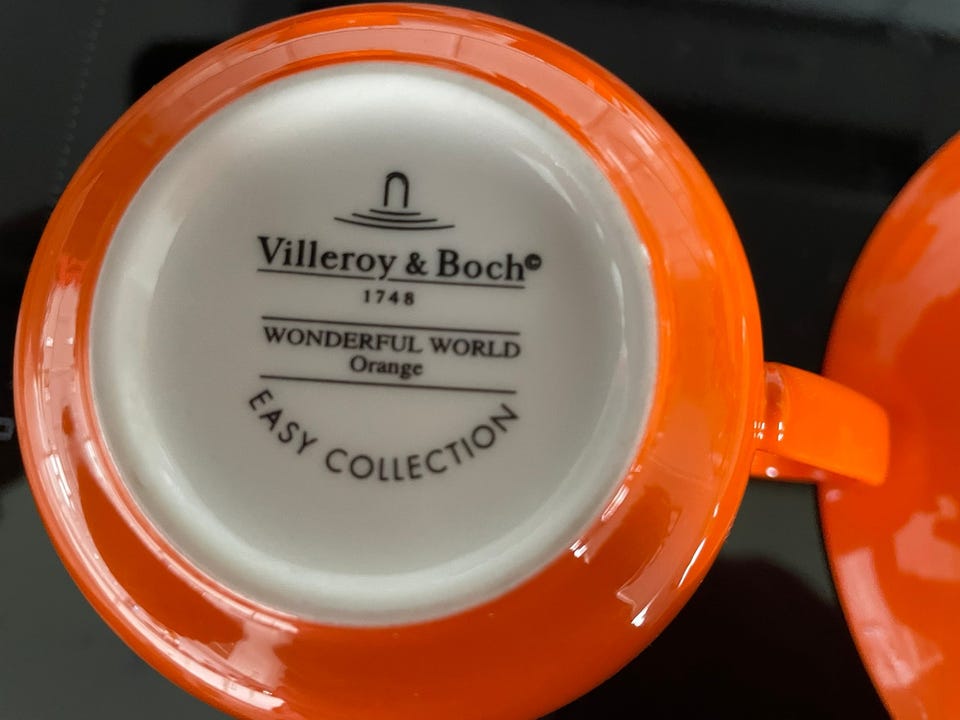 Villeroy & Boch©
1748
WONDERFUL WORLD
Orange
EASY COLLECTION